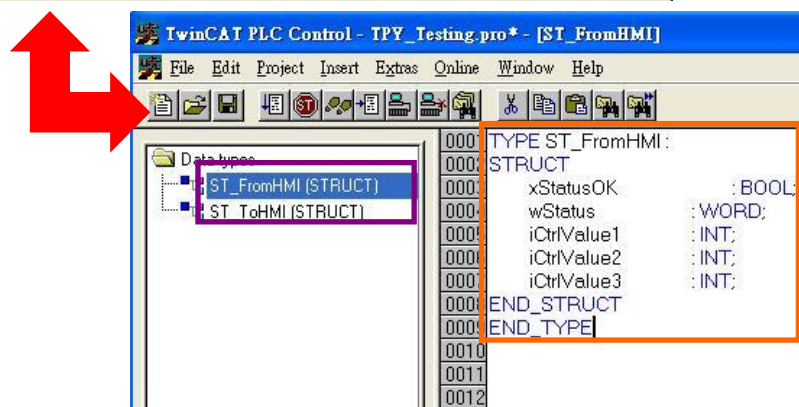 TwinCAT PLC Control - TPY_Testing.pro* - [ST_FromHMI]
File Edit Project Insert Extras Online Window Help
Data types
ST_FromHMI (STRUCT)
ST_ToHMI (STRUCT)
0001 TYPE ST_FromHMI :
0002 STRUCT
0003 xStatusOK : BOOL;
0004 wStatus : WORD;
0005 iCtrlValue1 : INT;
0006 iCtrlValue2 : INT;
0007 iCtrlValue3 : INT;
0008 END_STRUCT
0009 END_TYPE
0010
0011
0012